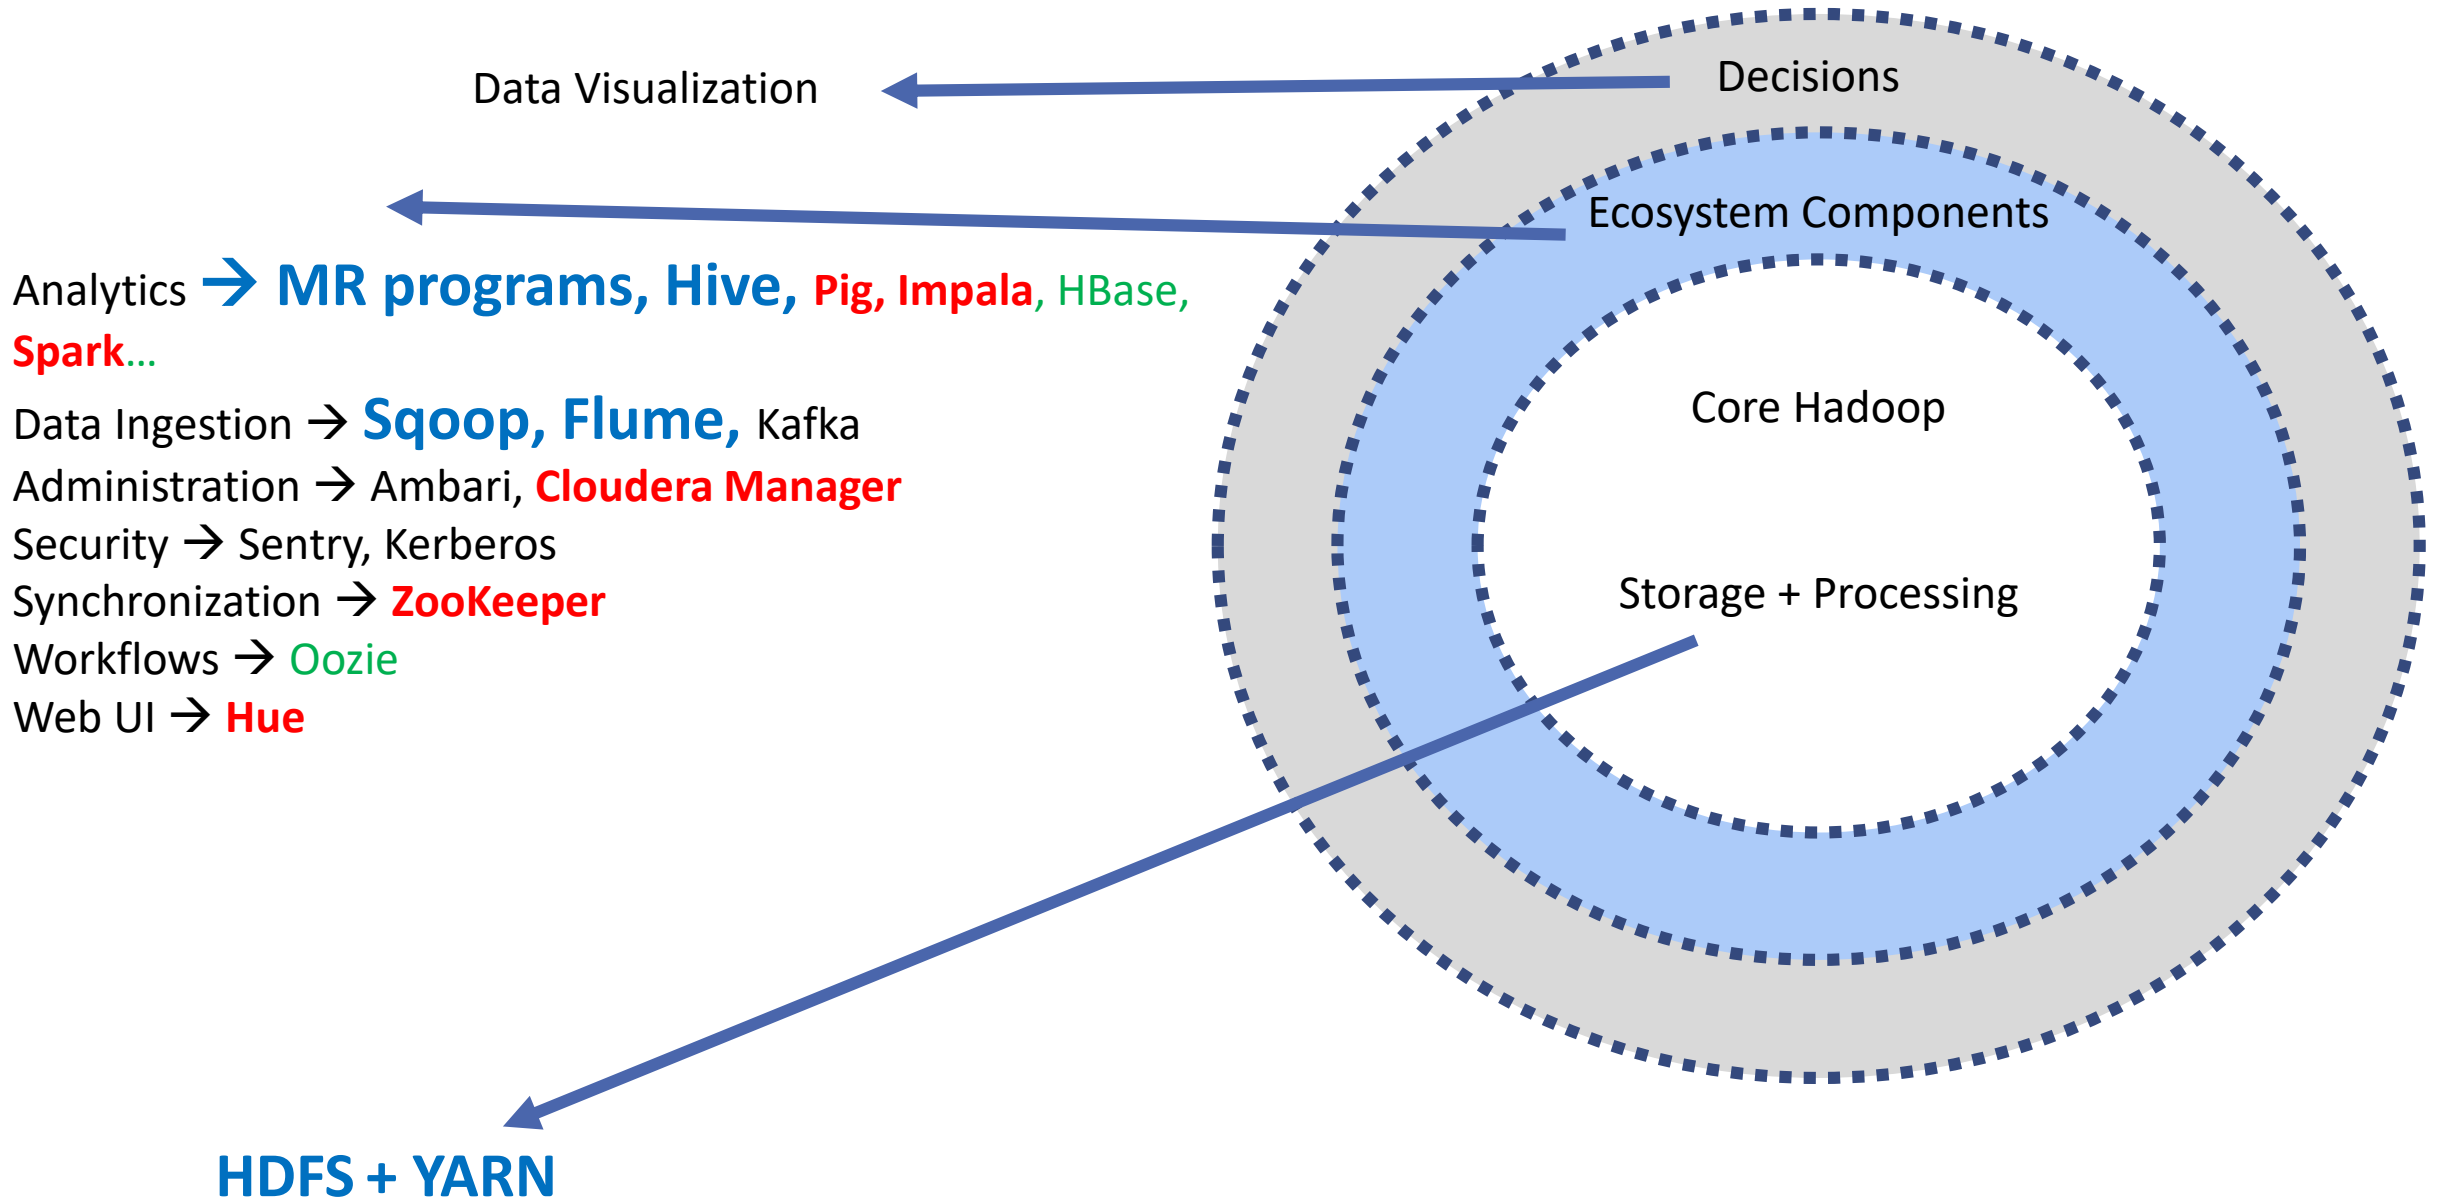 Data Visualization
Decisions
Ecosystem Components
Analytics → MR programs, Hive, Pig, Impala, HBase,
Spark...
Data Ingestion → Sqoop, Flume, Kafka
Administration → Ambari, Cloudera Manager
Security → Sentry, Kerberos
Synchronization → ZooKeeper
Workflows → Oozie
Web UI → Hue
Core Hadoop
Storage + Processing
HDFS + YARN